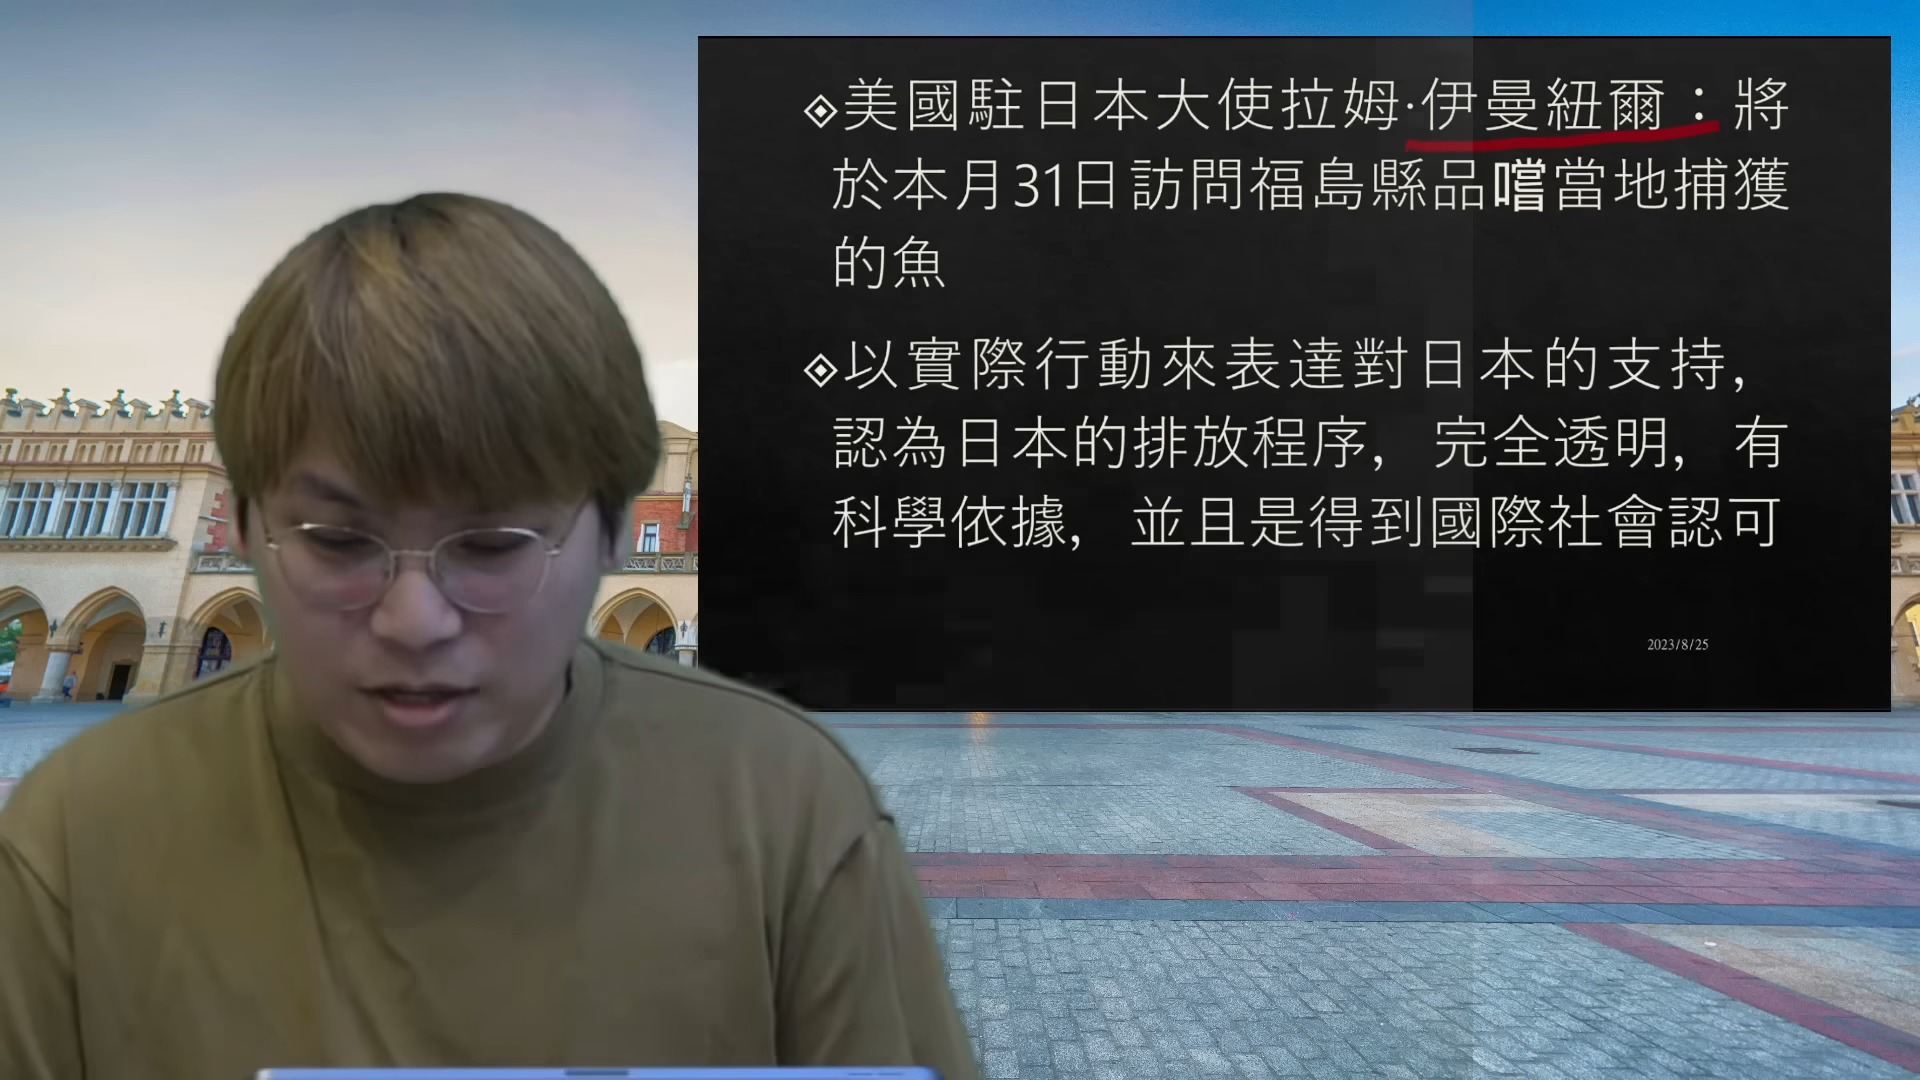 美國駐日本大使拉姆·伊曼紐爾：將
於本月31日訪問福島縣品嚐當地捕獲
的魚
以實際行動來表達對日本的支持，
認為日本的排放程序，完全透明，有
科學依據，並且是得到國際社會認可
2023/8/25